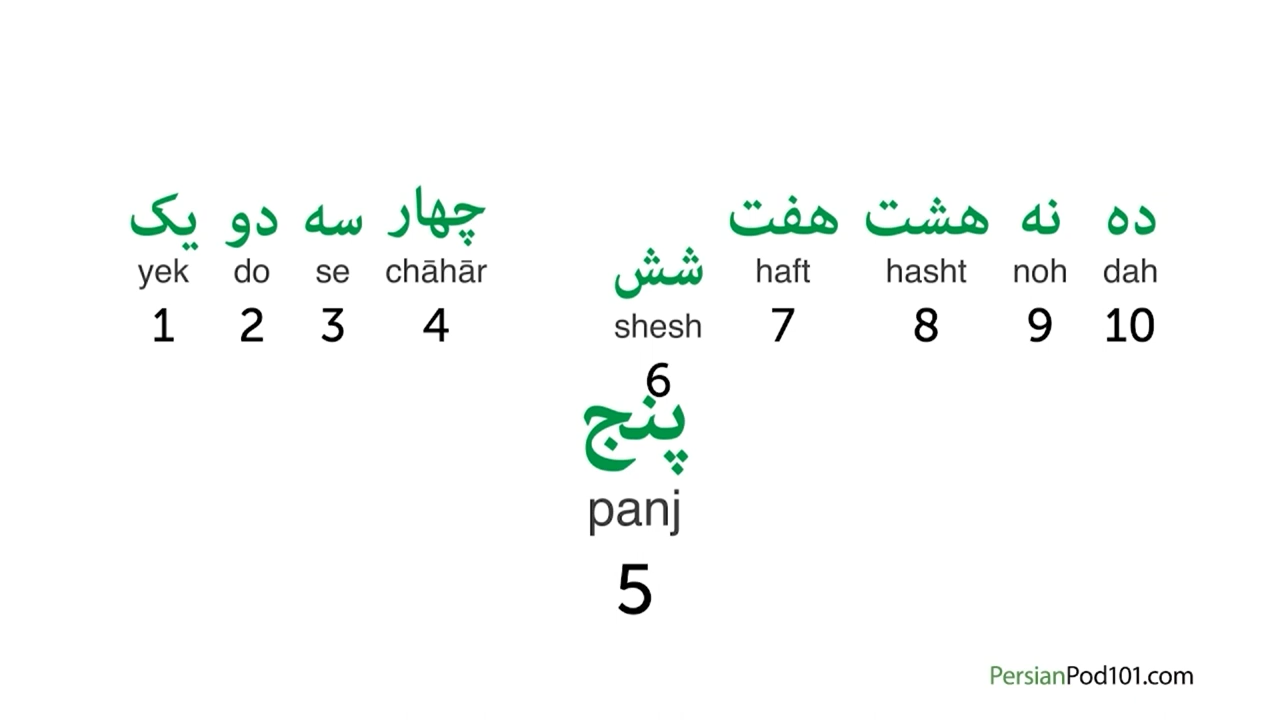 یک دو سه چهار هفت هشت نه ده
yek do se chāhār haft hasht noh dah
1 2 3 4 7 8 9 10
شش
shesh
6
پنج
panj
5
PersianPod101.com